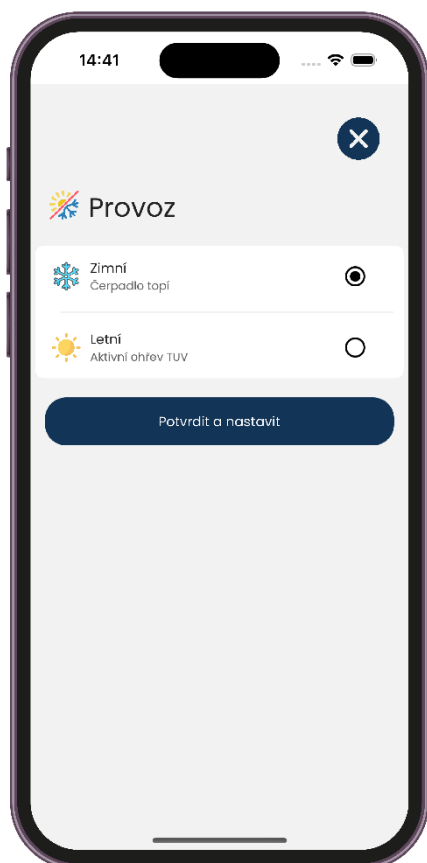 14:41
Provoz
Zimní
Čerpadlo topí
Letní
Aktivní ohřev TUV
Potvrdit a nastavit